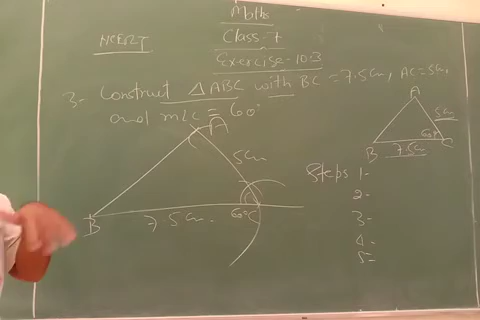 Maths
NCERT
Class-7
Exercise-10.3
3- Construct △ABC with BC = 7.5cm, AC=5cm,
and m∠C = 60°
A
5cm
B
7.5cm.
60°
C
A
5cm
60°
B
7.5cm
C
Steps 1-
2-
3-
4-
5-